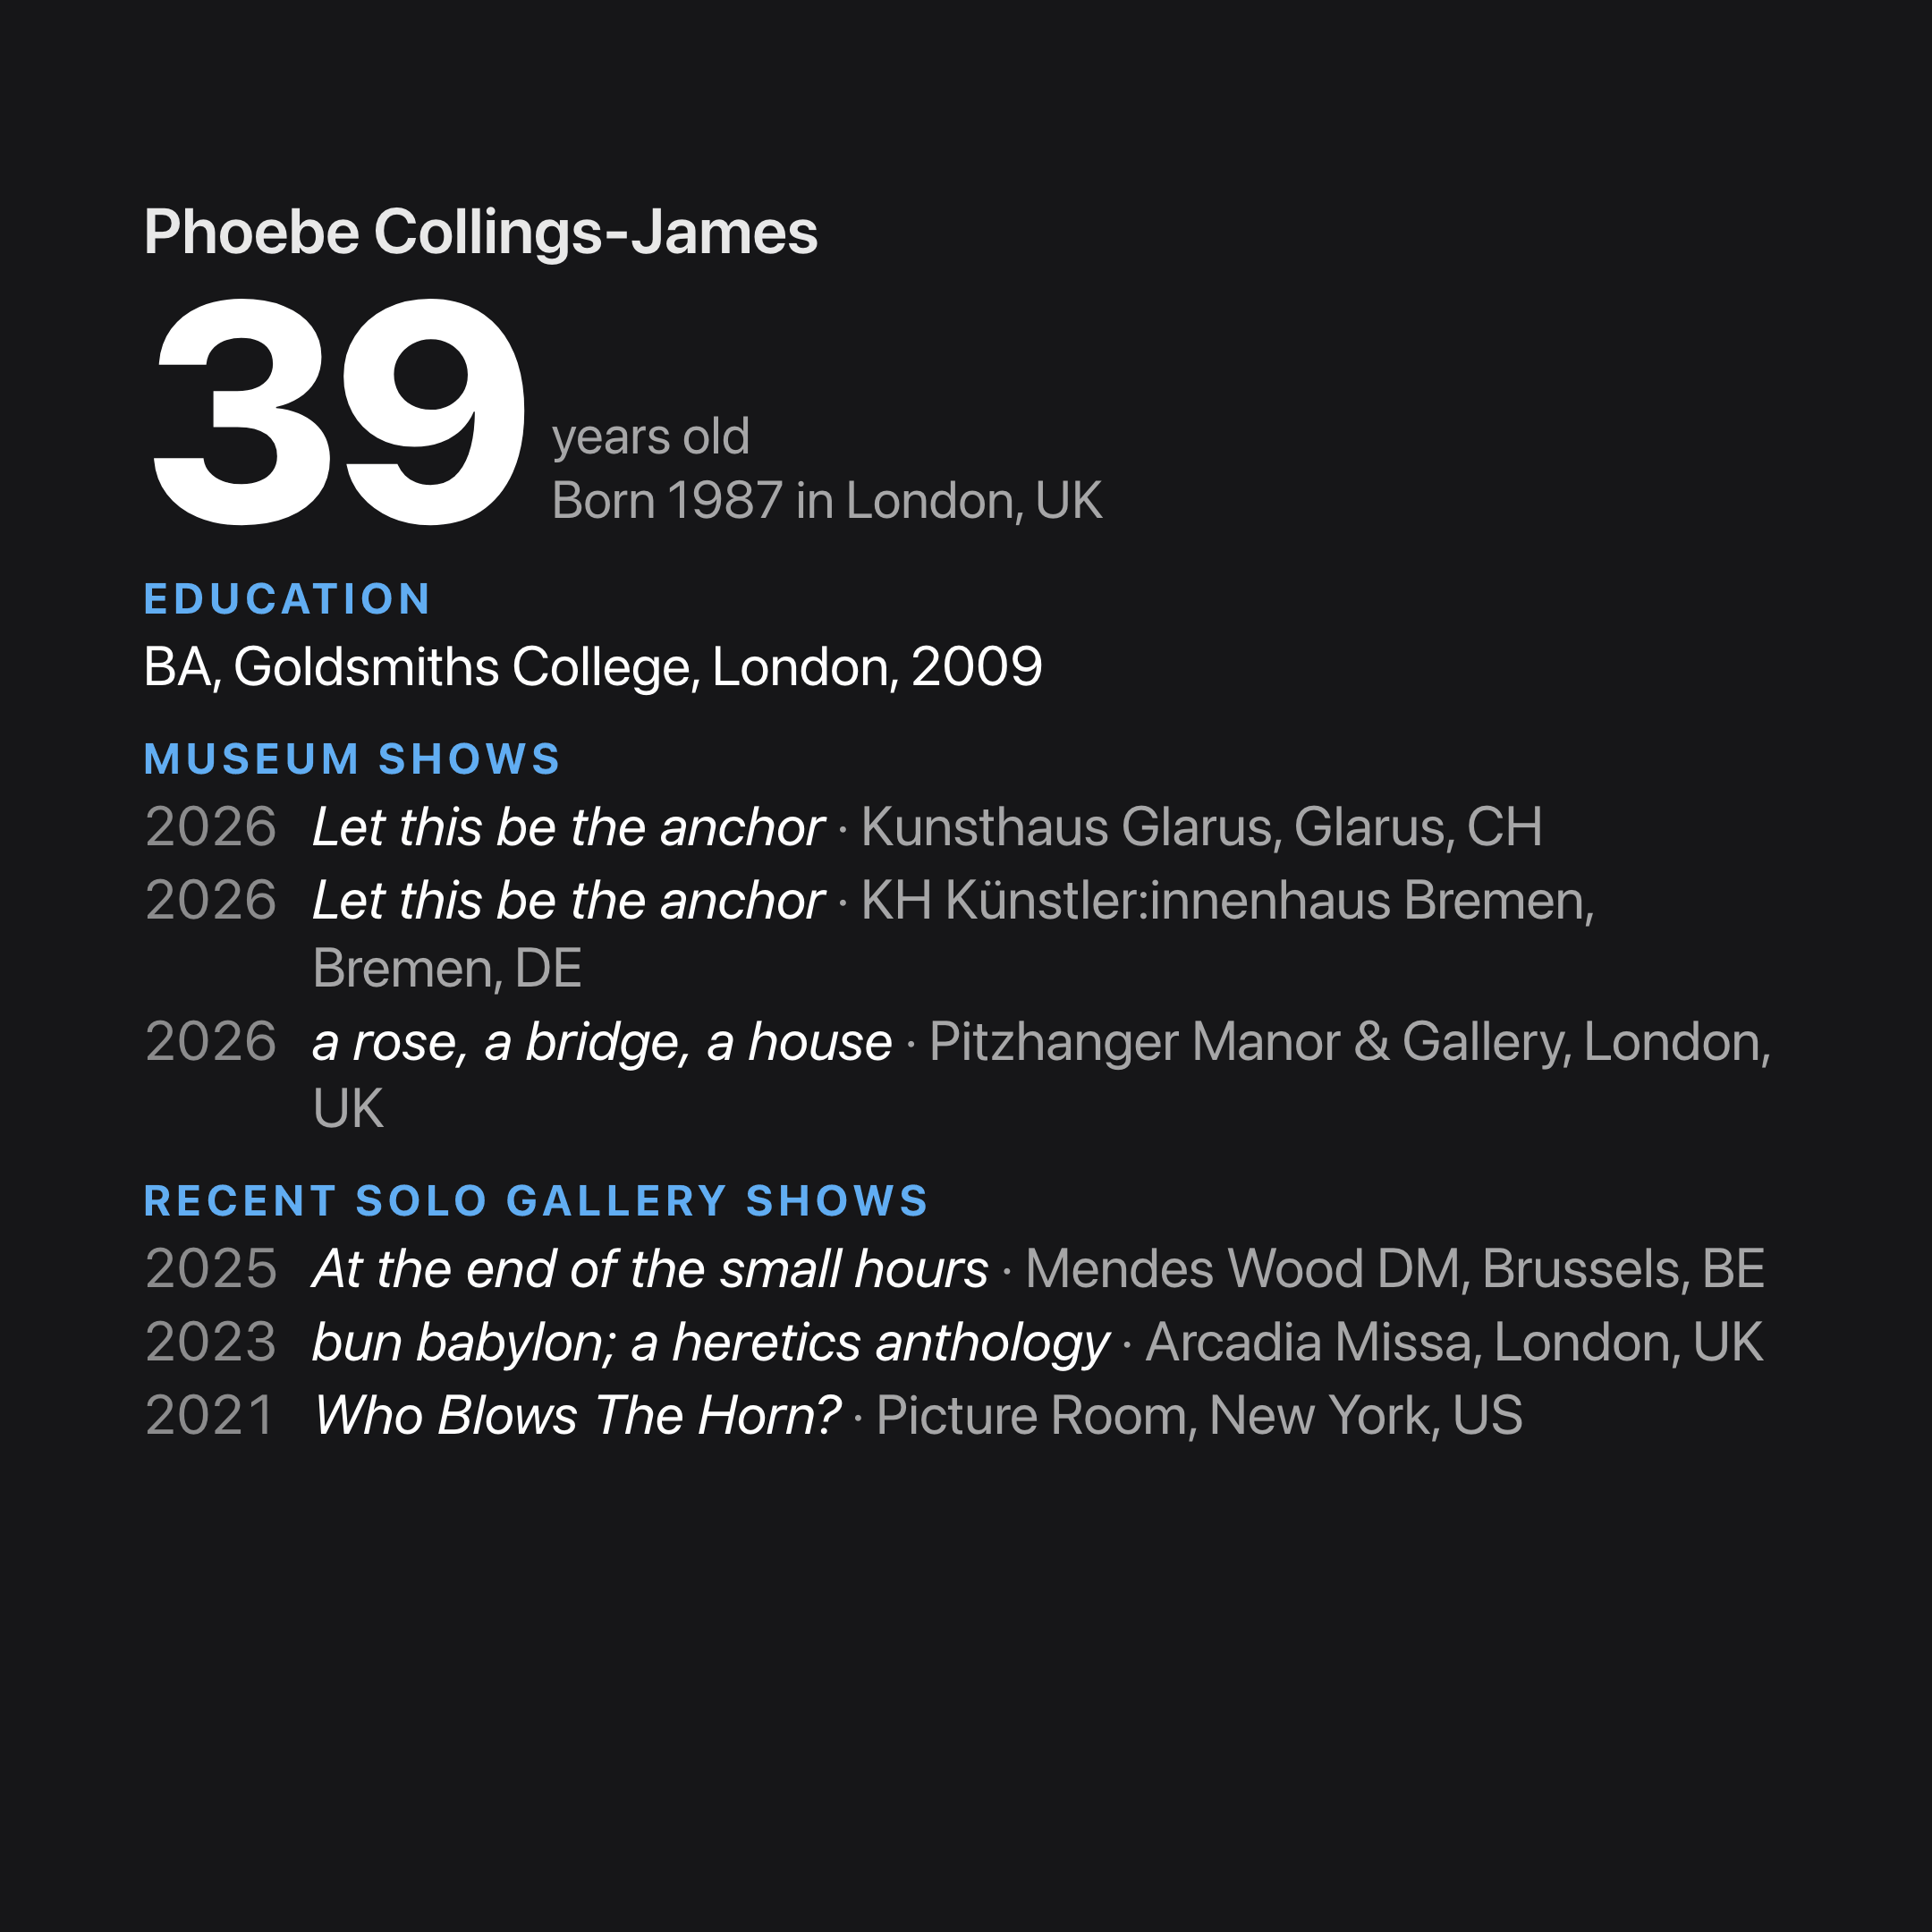 Phoebe Collings-James
39
years old
Born 1987 in London, UK
EDUCATION
BA, Goldsmiths College, London, 2009
MUSEUM SHOWS
2026 Let this be the anchor · Kunsthaus Glarus, Glarus, CH
2026 Let this be the anchor · KH Künstler:innenhaus Bremen,
Bremen, DE
2026 a rose, a bridge, a house · Pitzhanger Manor & Gallery, London,
UK
RECENT SOLO GALLERY SHOWS
2025 At the end of the small hours · Mendes Wood DM, Brussels, BE
2023 bun babylon; a heretics anthology · Arcadia Missa, London, UK
2021 Who Blows The Horn? · Picture Room, New York, US